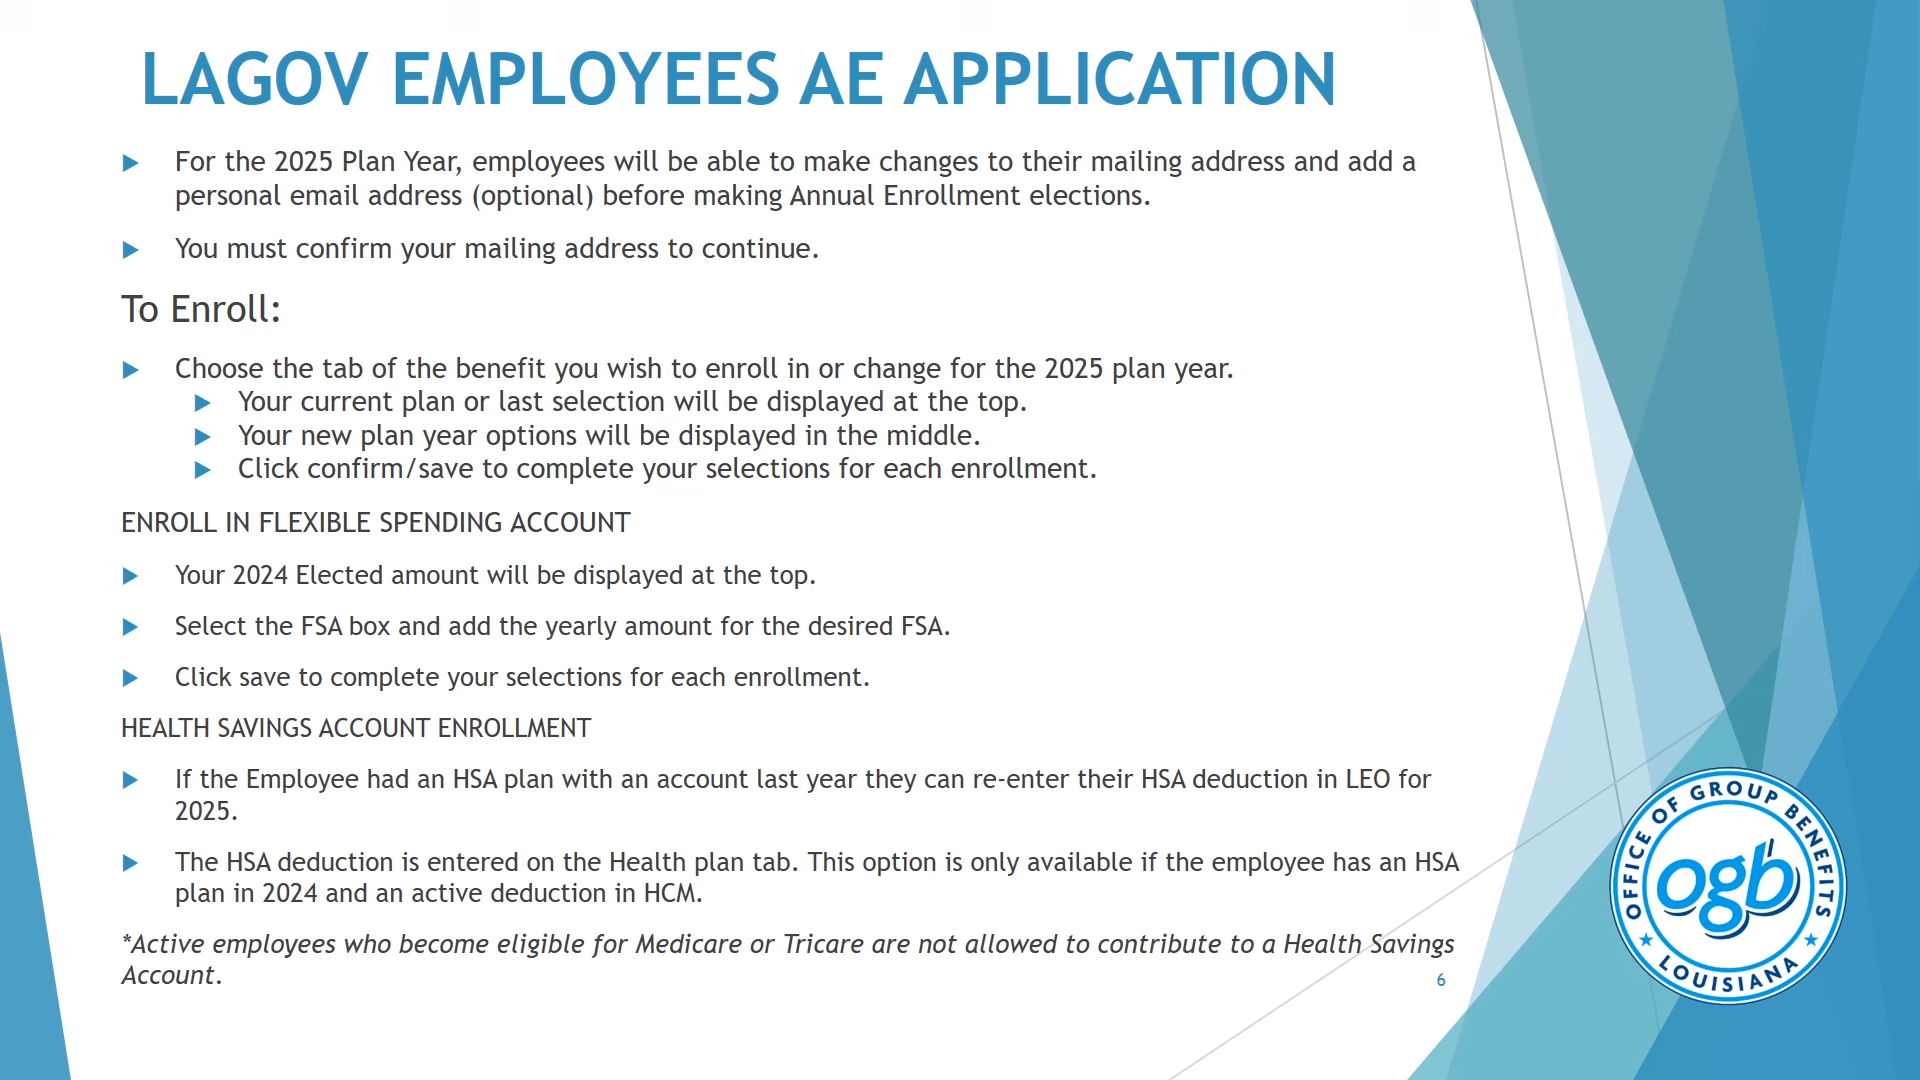 LAGOV EMPLOYEES AE APPLICATION
For the 2025 Plan Year, employees will be able to make changes to their mailing address and add a
personal email address (optional) before making Annual Enrollment elections.
You must confirm your mailing address to continue.
To Enroll:
Choose the tab of the benefit you wish to enroll in or change for the 2025 plan year.
Your current plan or last selection will be displayed at the top.
Your new plan year options will be displayed in the middle.
Click confirm/save to complete your selections for each enrollment.
ENROLL IN FLEXIBLE SPENDING ACCOUNT
Your 2024 Elected amount will be displayed at the top.
Select the FSA box and add the yearly amount for the desired FSA.
Click save to complete your selections for each enrollment.
HEALTH SAVINGS ACCOUNT ENROLLMENT
If the Employee had an HSA plan with an account last year they can re-enter their HSA deduction in LEO for
2025.
The HSA deduction is entered on the Health plan tab. This option is only available if the employee has an HSA
plan in 2024 and an active deduction in HCM.
*Active employees who become eligible for Medicare or Tricare are not allowed to contribute to a Health Savings
Account.
6
OFFICE OF GROUP BENEFITS
ogb
LOUISIANA